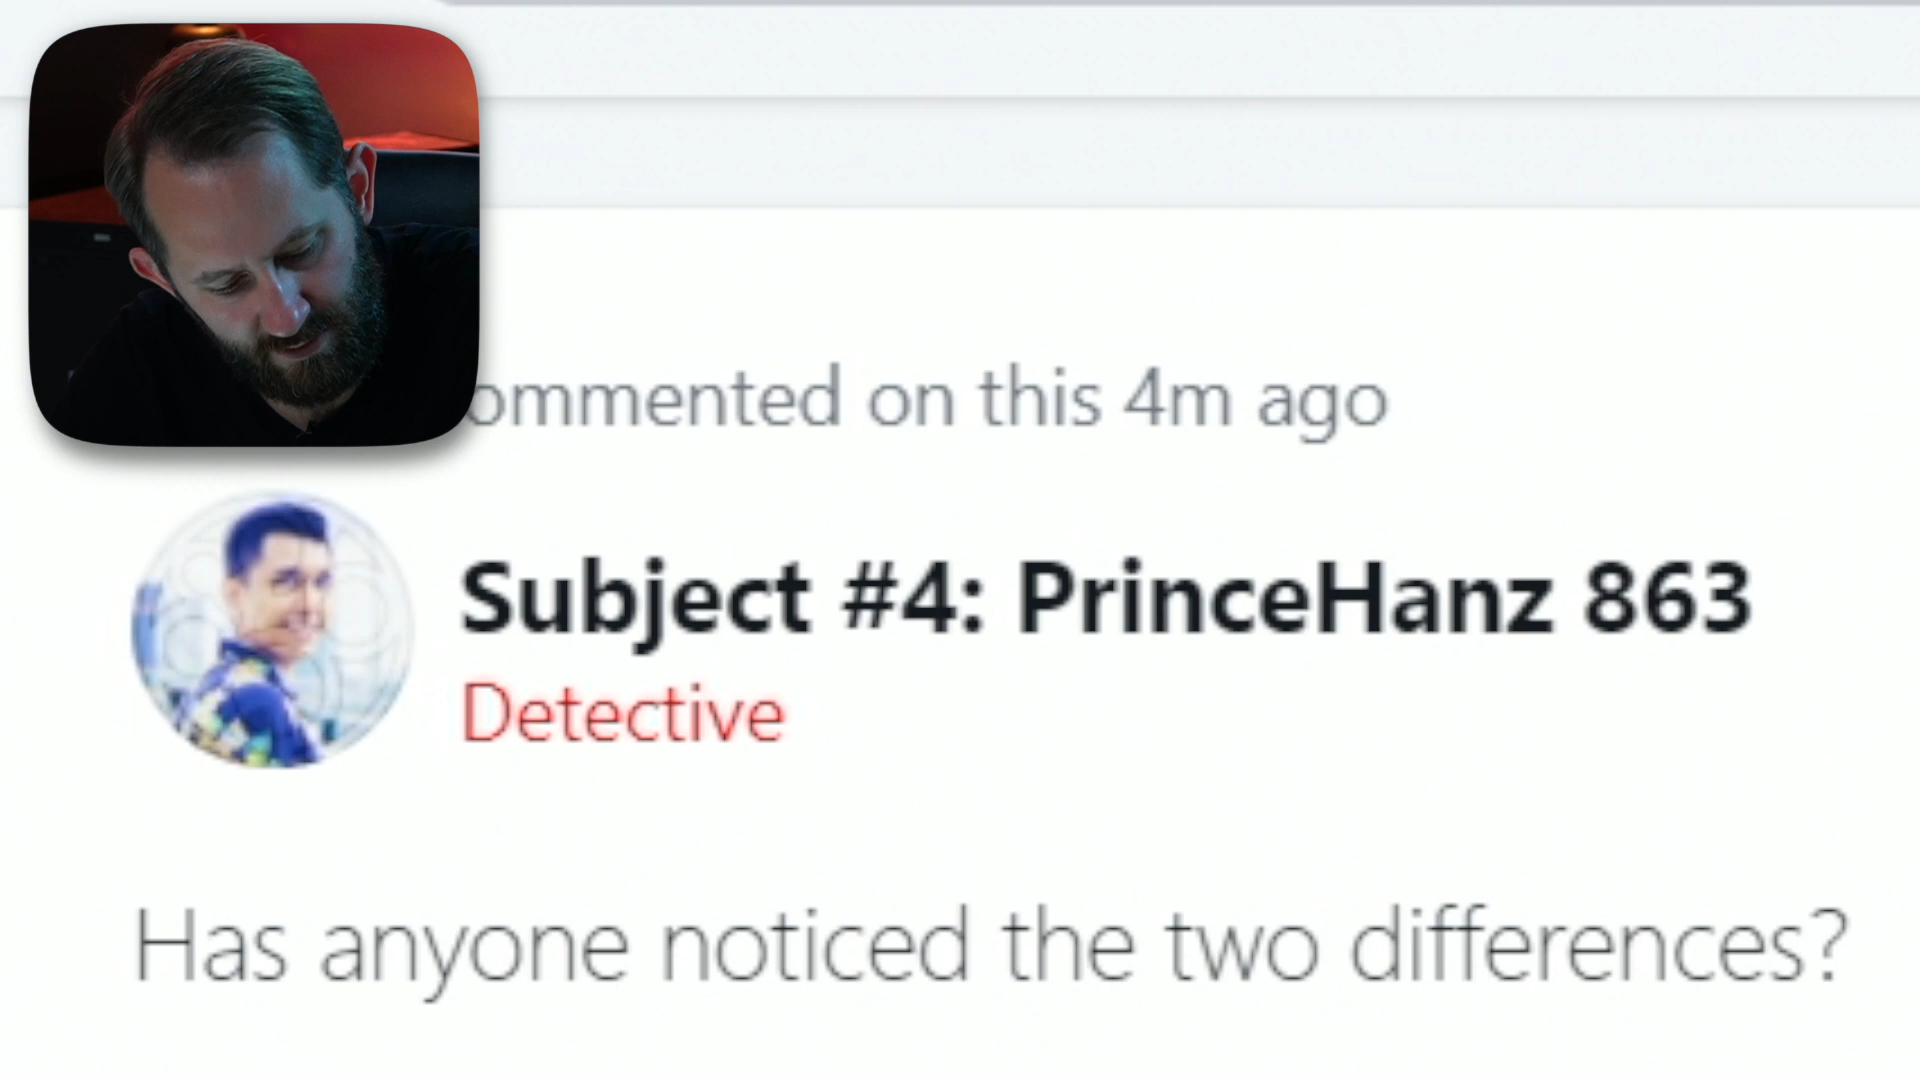 ommented on this 4m ago
Subject #4: PrinceHanz 863
Detective
Has anyone noticed the two differences?